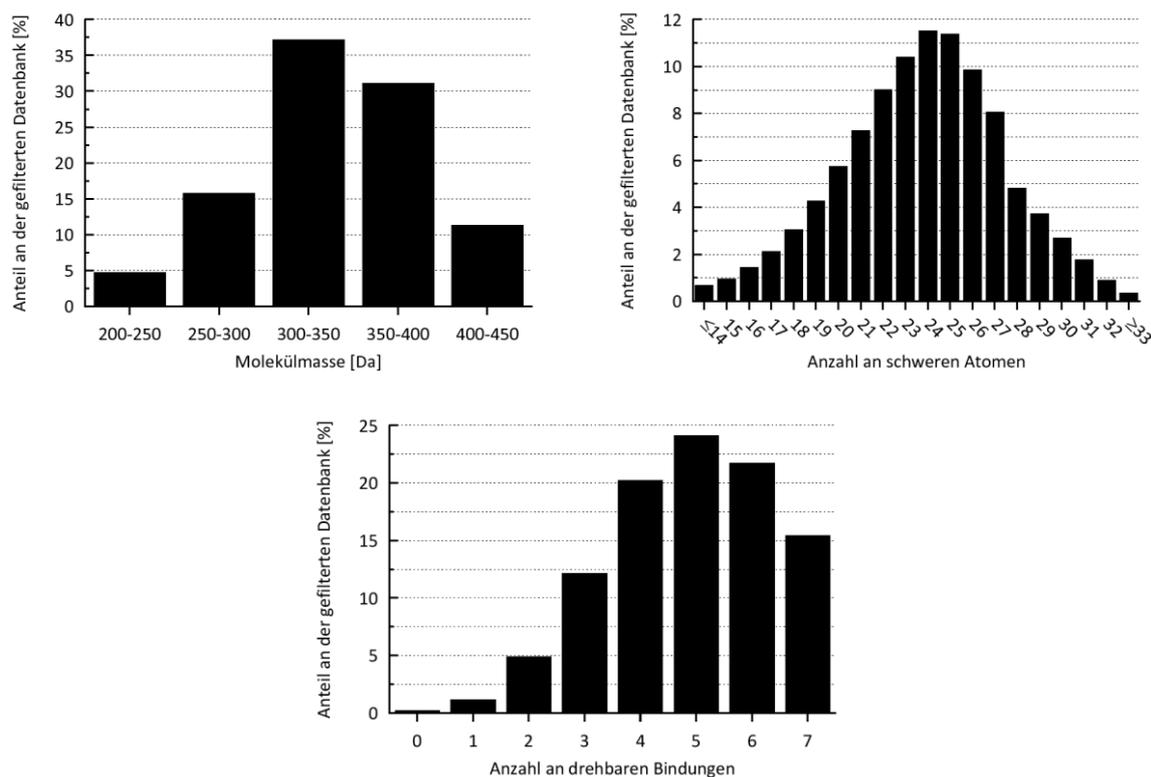 Anteil an der gefilterten Datenbank [%]
40
35
30
25
20
15
10
5
0
200-250 250-300 300-350 350-400 400-450
Molekülmasse [Da]
Anteil an der gefilterten Datenbank [%]
12
10
8
6
4
2
0
≤14 15 16 17 18 19 20 21 22 23 24 25 26 27 28 29 30 31 32 ≥33
Anzahl an schweren Atomen
Anteil an der gefilterten Datenbank [%]
25
20
15
10
5
0
0 1 2 3 4 5 6 7
Anzahl an drehbaren Bindungen